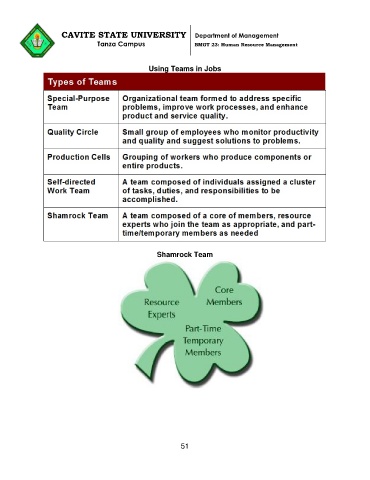 CAVITE STATE UNIVERSITY
Tanza Campus
Department of Management
BMGT 23: Human Resource Management
Using Teams in Jobs
Types of Teams
Special-Purpose Team
Organizational team formed to address specific
problems, improve work processes, and enhance
product and service quality.
Quality Circle
Small group of employees who monitor productivity
and quality and suggest solutions to problems.
Production Cells
Grouping of workers who produce components or
entire products.
Self-directed
Work Team
A team composed of individuals assigned a cluster
of tasks, duties, and responsibilities to be
accomplished.
Shamrock Team
A team composed of a core of members, resource
experts who join the team as appropriate, and part-
time/temporary members as needed
Shamrock Team
Core
Members
Resource
Experts
Part-Time
Temporary
Members
51